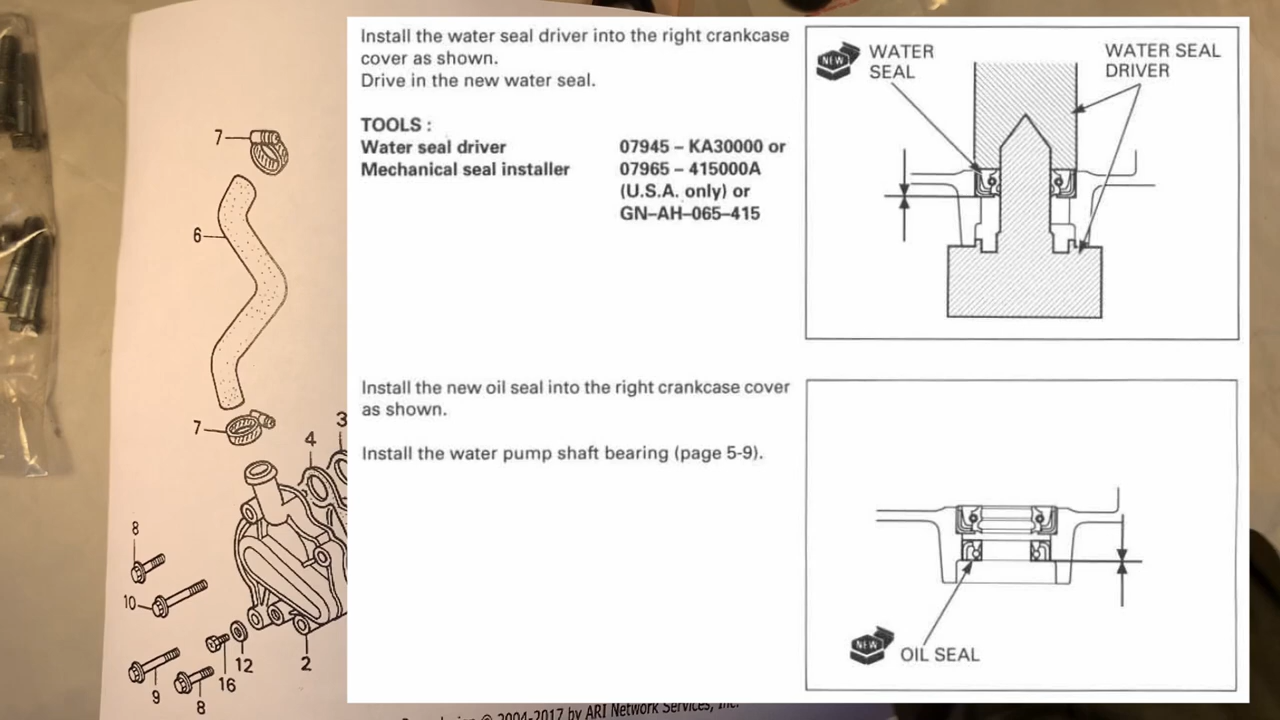 Install the water seal driver into the right crankcase
cover as shown.
Drive in the new water seal.
TOOLS :
Water seal driver 07945 – KA30000 or
Mechanical seal installer 07965 – 415000A
(U.S.A. only) or
GN–AH–065–415
NEW
WATER
SEAL
WATER SEAL
DRIVER
Install the new oil seal into the right crankcase cover
as shown.
Install the water pump shaft bearing (page 5-9).
NEW
OIL SEAL
7
6
7
3
4
8
10
2
12
16
9
8
© 2004-2017 by ARI Network Services, Inc.